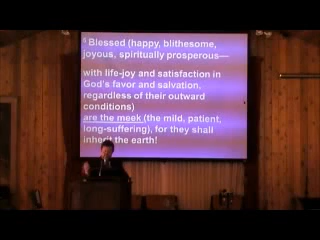 5 Blessed (happy, blithesome,
joyous, spiritually prosperous—
with life-joy and satisfaction in
God's favor and salvation,
regardless of their outward
conditions)
are the meek (the mild, patient,
long-suffering), for they shall
inherit the earth!